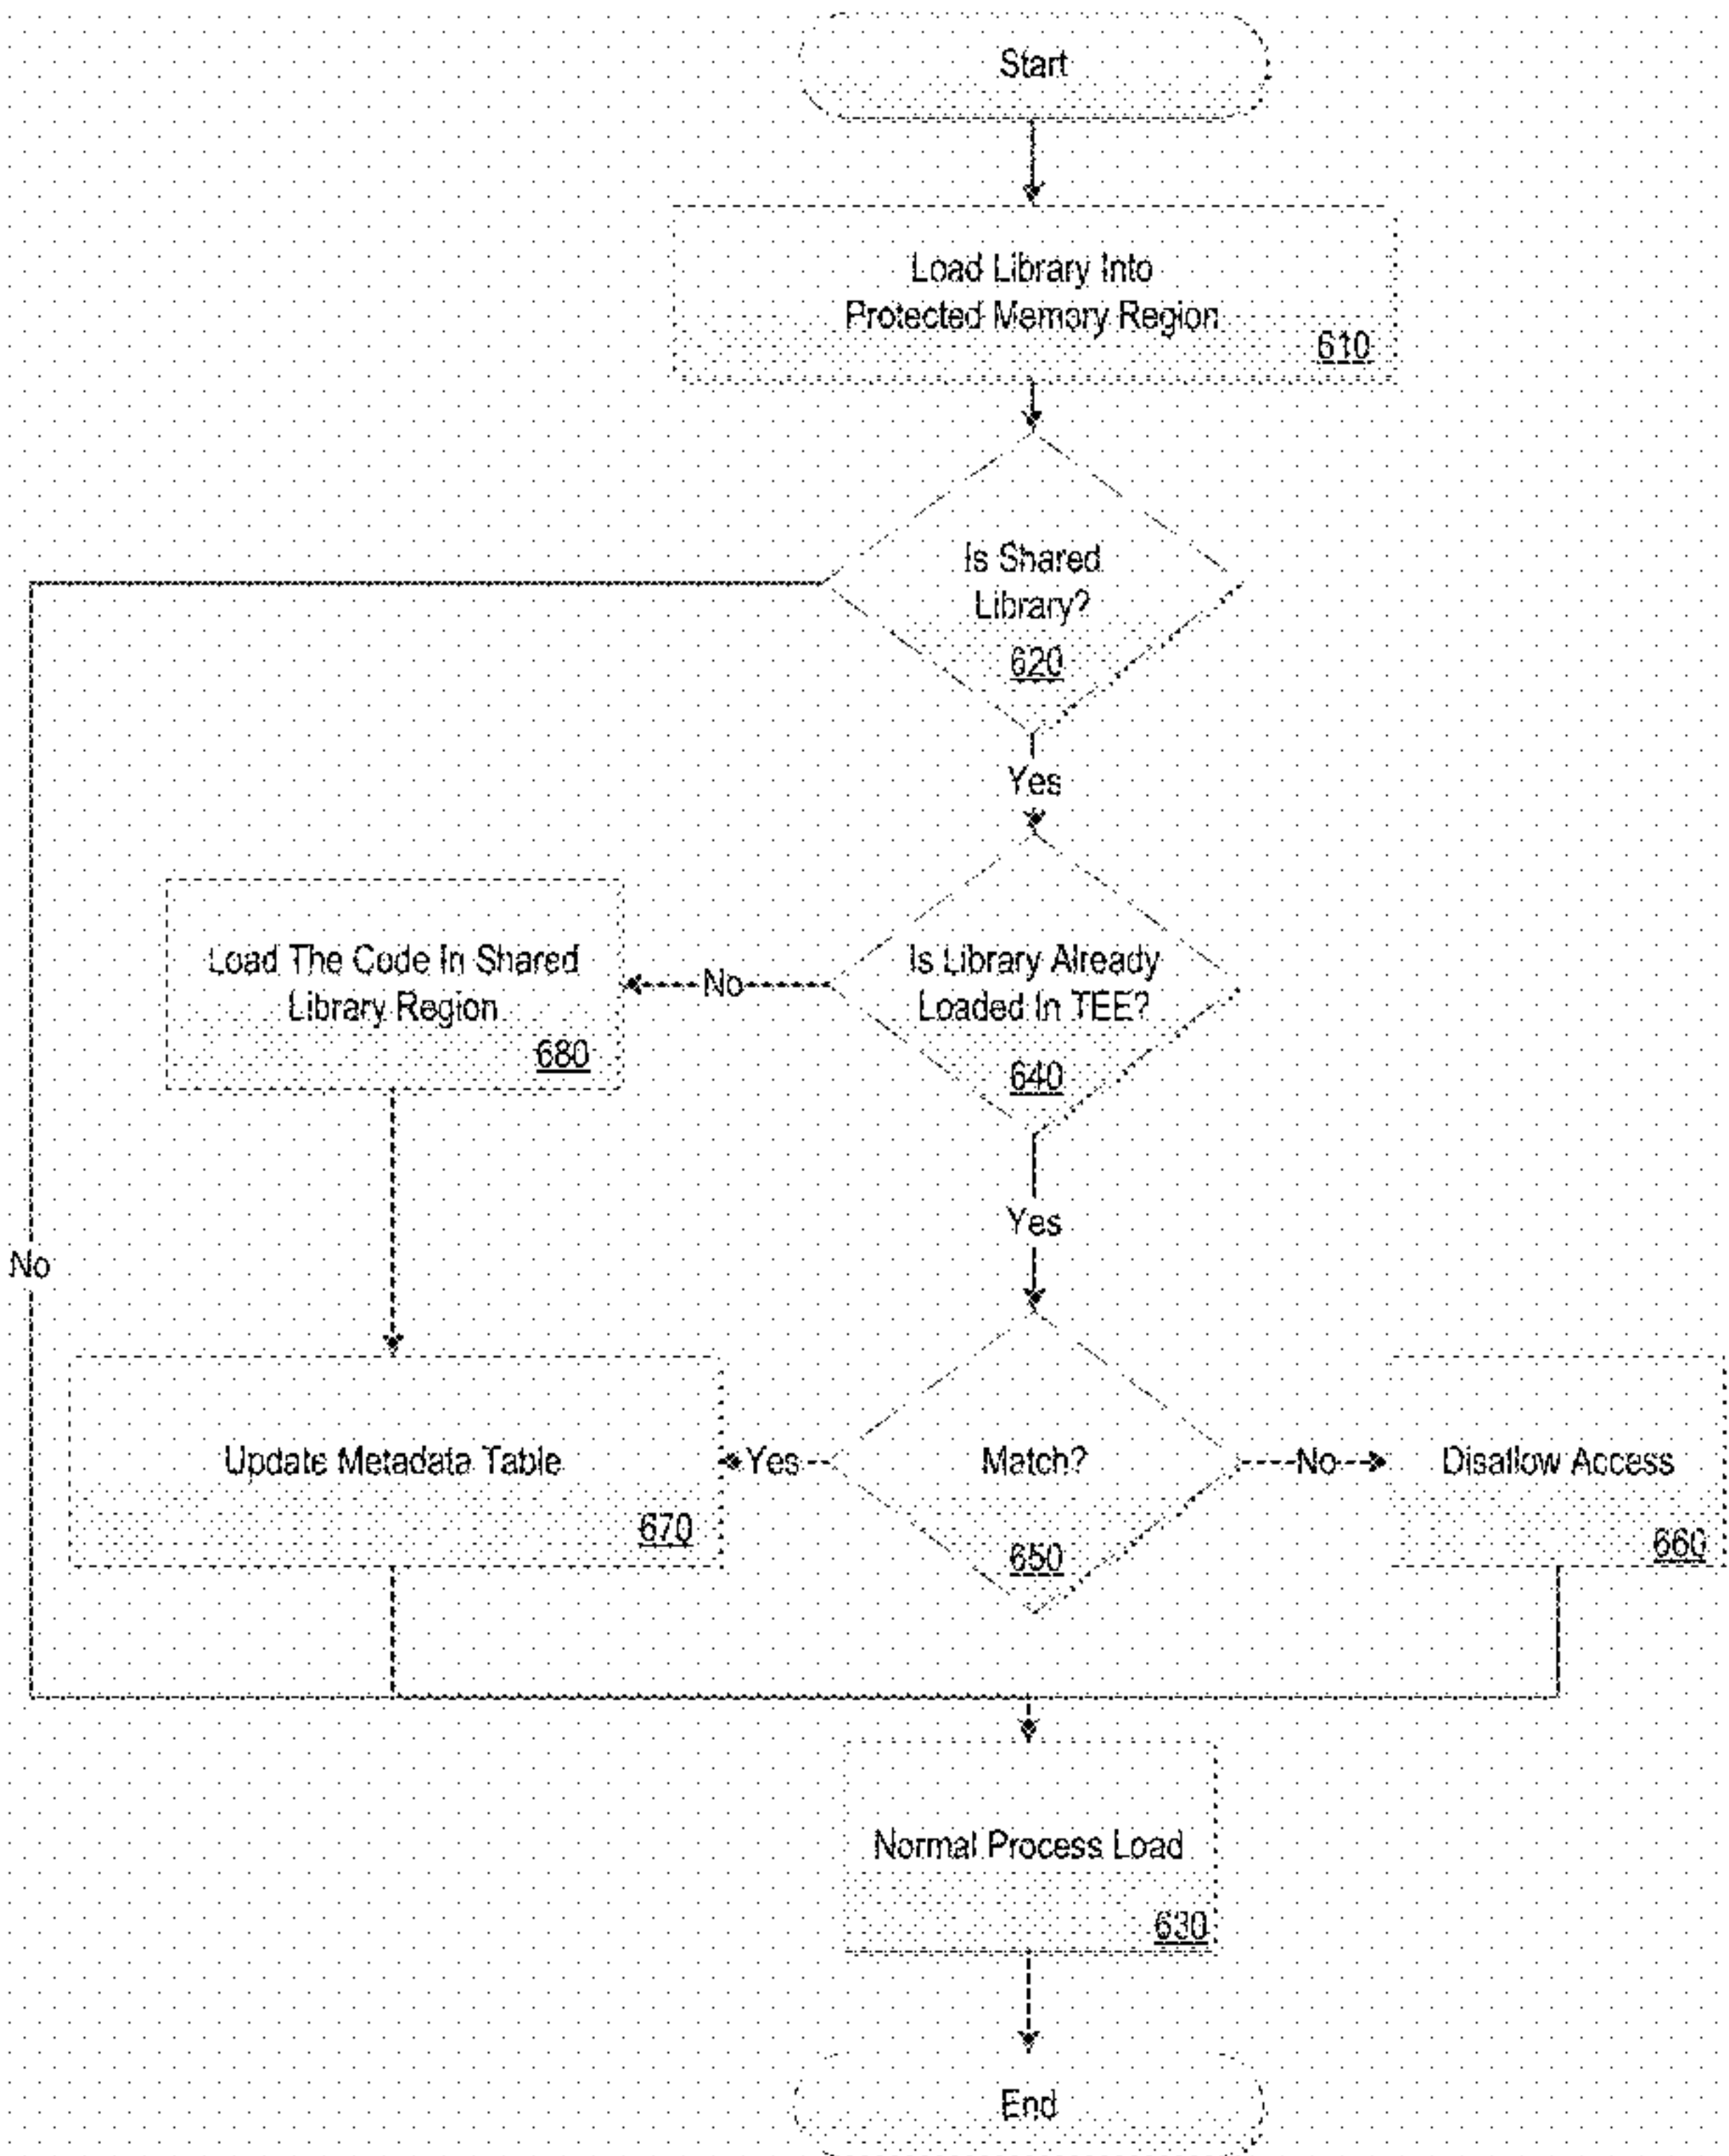 Start
Load Library Into
Protected Memory Region
610
Is Shared
Library?
620
Yes
Load The Code In Shared
Library Region
680
No
Is Library Already
Loaded In TEE?
640
Yes
No
Update Metadata Table
670
Yes
Match?
650
No
Disallow Access
660
Normal Process Load
630
End